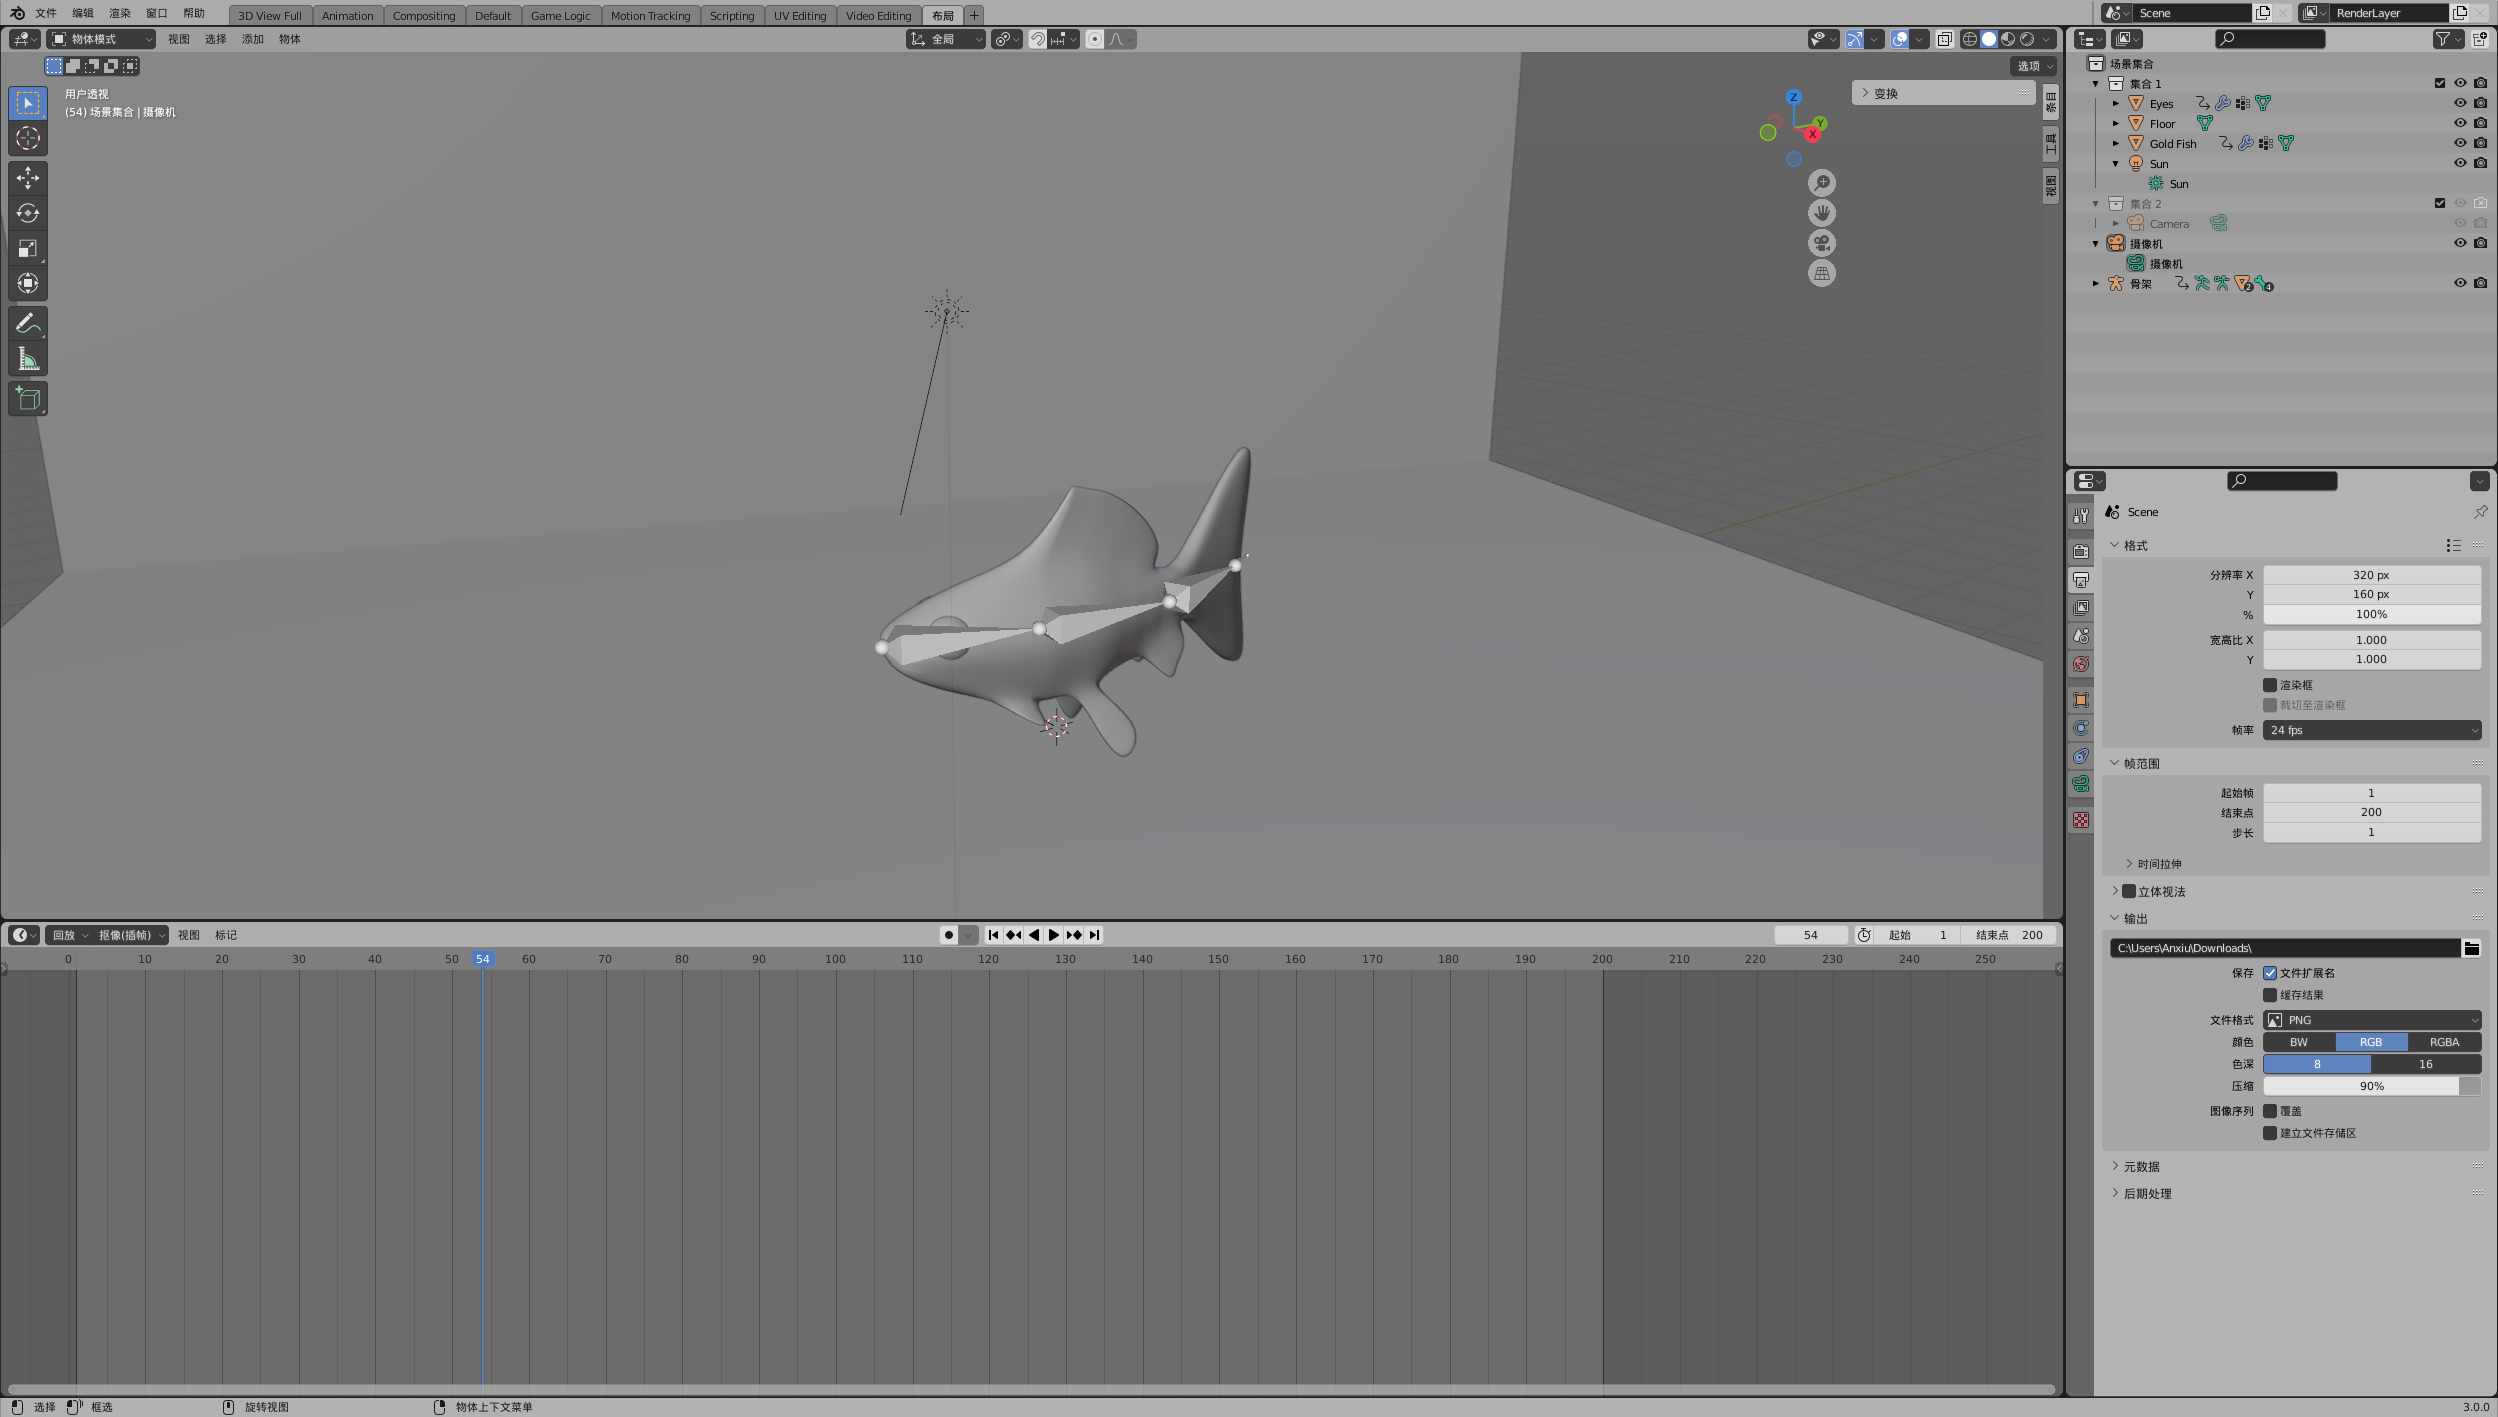 文件 编辑 渲染 窗口 帮助 3D View Full Animation Compositing Default Game Logic Motion Tracking Scripting UV Editing Video Editing 布局 + Scene RenderLayer
物体模式 视图 选择 添加 物体 全局
选项
用户透视
(54) 场景集合 | 摄像机
变换
Z
Y
X
条目
工具
视图
场景集合
集合 1
Eyes
Floor
Gold Fish
Sun
Sun
集合 2
Camera
摄像机
摄像机
骨架 2 4
Scene
格式
分辨率 X 320 px
Y 160 px
% 100%
宽高比 X 1.000
Y 1.000
渲染框
裁切至渲染框
帧率 24 fps
帧范围
起始帧 1
结束点 200
步长 1
时间拉伸
立体视法
输出
C:\Users\Anxiu\Downloads\
保存 文件扩展名
缓存结果
文件格式 PNG
颜色 BW RGB RGBA
色深 8 16
压缩 90%
图像序列 覆盖
建立文件存储区
元数据
后期处理
回放 抠像(插帧) 视图 标记 54 起始 1 结束点 200
0 10 20 30 40 50 54 60 70 80 90 100 110 120 130 140 150 160 170 180 190 200 210 220 230 240 250
选择 框选 旋转视图 物体上下文菜单 3.0.0